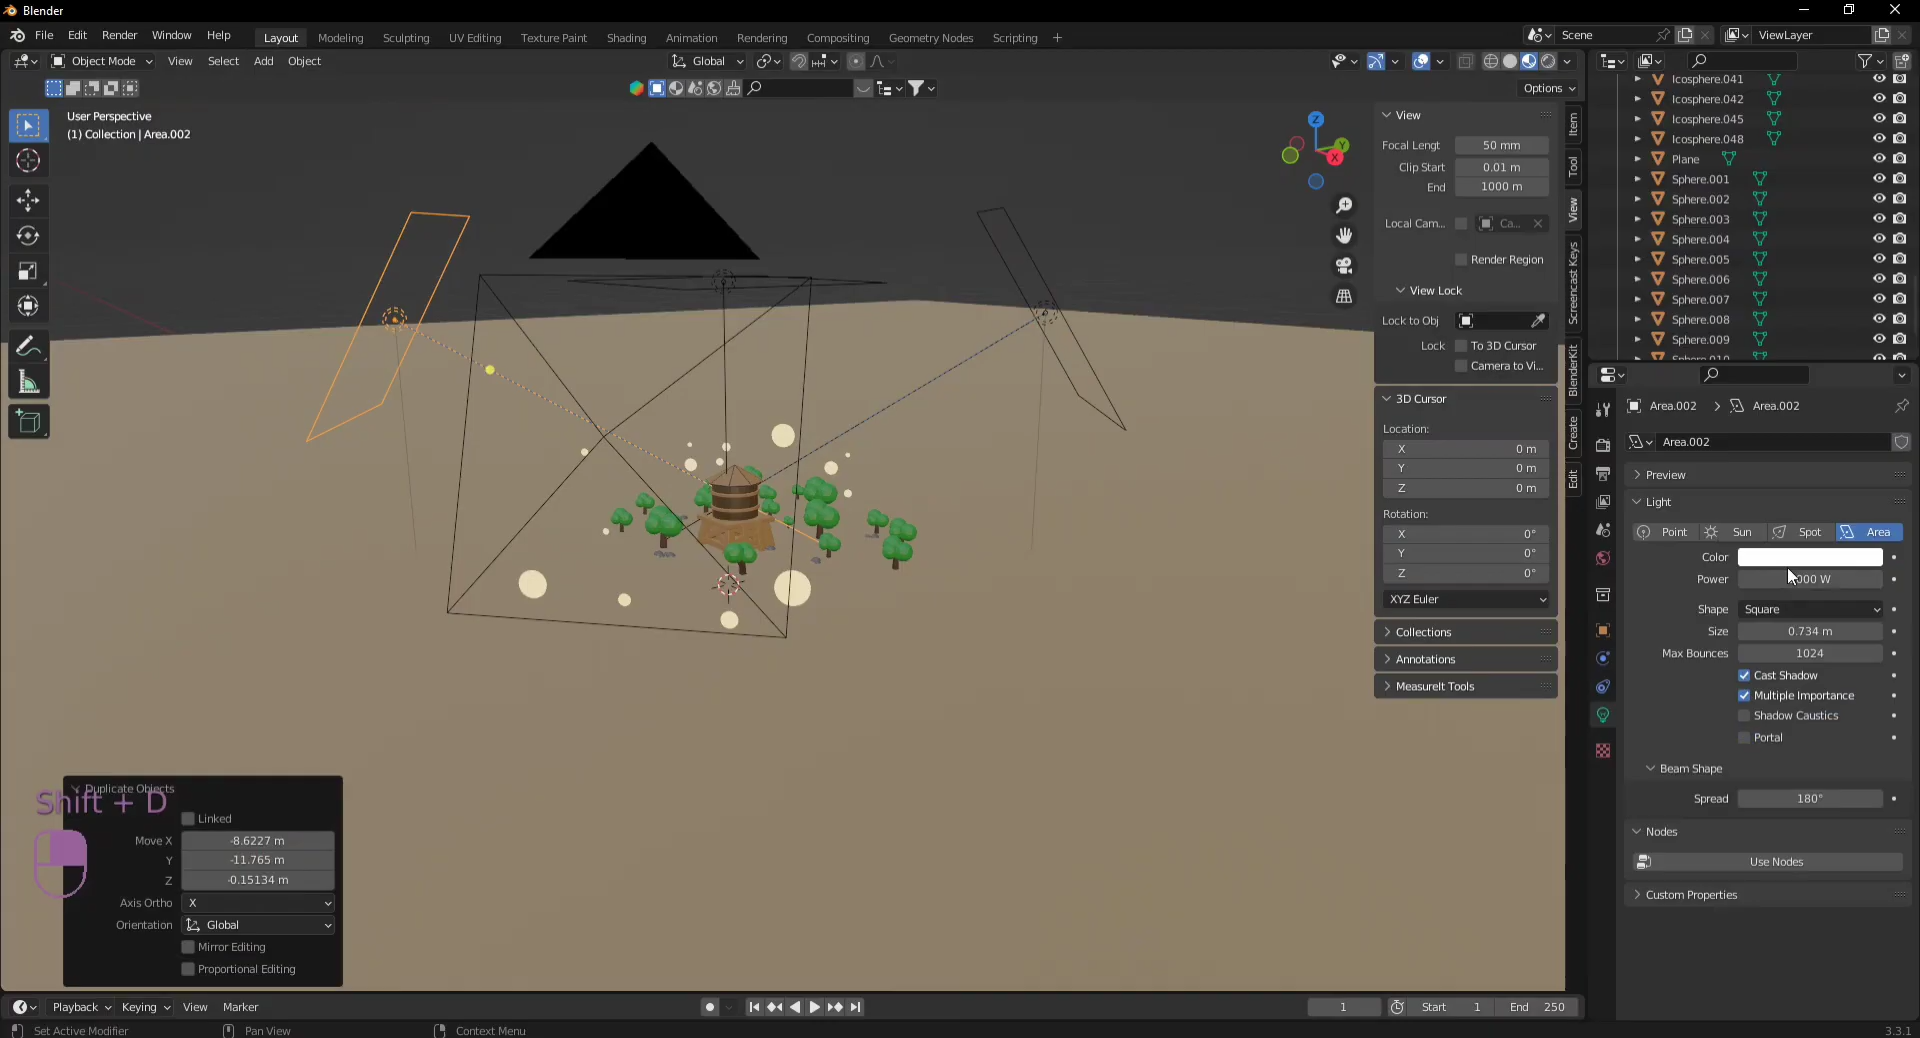 Blender
File Edit Render Window Help
Layout Modeling Sculpting UV Editing Texture Paint Shading Animation Rendering Compositing Geometry Nodes Scripting +
Scene
ViewLayer
Object Mode View Select Add Object
Global
Options
User Perspective
(1) Collection | Area.002
Z
Y
X
View
Focal Lengt 50 mm
Clip Start 0.01 m
End 1000 m
Local Cam... Ca...
Render Region
View Lock
Lock to Obj
Lock To 3D Cursor
Camera to Vi...
3D Cursor
Location:
X 0 m
Y 0 m
Z 0 m
Rotation:
X 0°
Y 0°
Z 0°
XYZ Euler
Collections
Annotations
MeasureIt Tools
Item
Tool
View
Screencast Keys
BlenderKit
Create
Edit
Icosphere.041
Icosphere.042
Icosphere.045
Icosphere.048
Plane
Sphere.001
Sphere.002
Sphere.003
Sphere.004
Sphere.005
Sphere.006
Sphere.007
Sphere.008
Sphere.009
Sphere.010
Area.002 > Area.002
Area.002
Preview
Light
Point Sun Spot Area
Color
Power 000 W
Shape Square
Size 0.734 m
Max Bounces 1024
Cast Shadow
Multiple Importance
Shadow Caustics
Portal
Beam Shape
Spread 180°
Nodes
Use Nodes
Custom Properties
Duplicate Objects
Shift + D
Linked
Move X -8.6227 m
Y -11.765 m
Z -0.15134 m
Axis Ortho X
Orientation Global
Mirror Editing
Proportional Editing
Playback Keying View Marker
1 Start 1 End 250
Set Active Modifier Pan View Context Menu
3.3.1